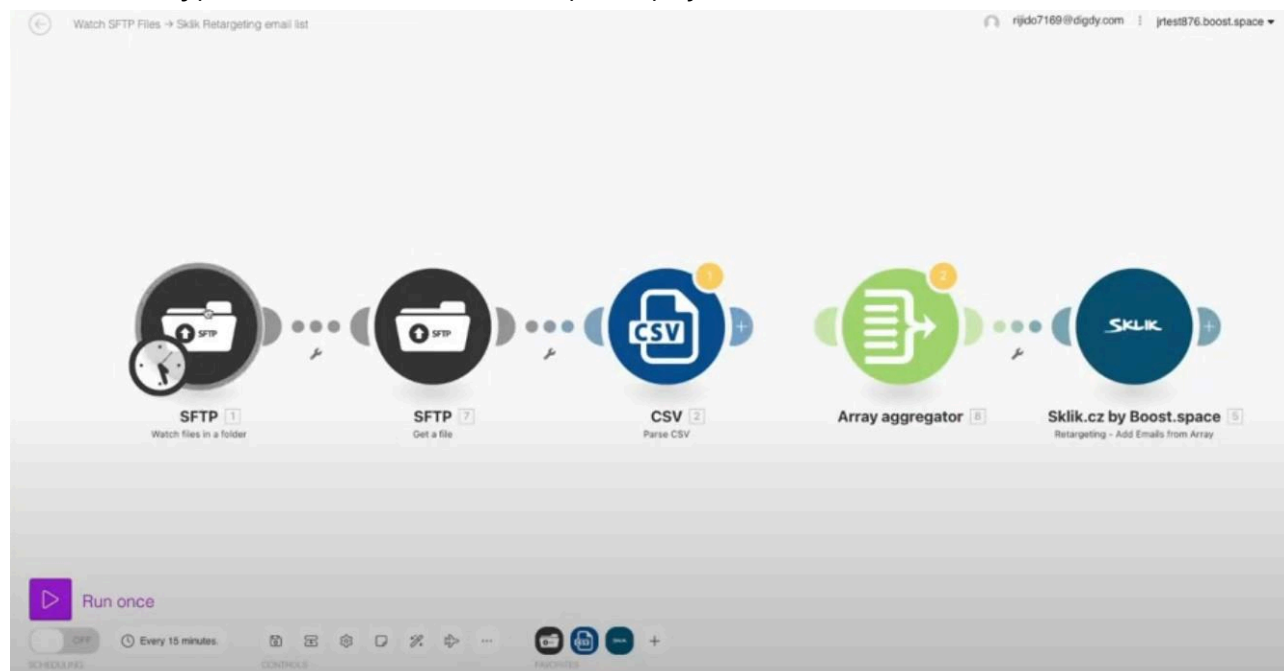 Watch SFTP Files → Sklik Retargeting email list
rijido7169@digdy.com
jrtest876.boost.space
SFTP
SFTP
1
CSV
2
SKLIK
SFTP 1
Watch files in a folder
SFTP 7
Get a file
CSV 2
Parse CSV
Array aggregator 8
Sklik.cz by Boost.space 5
Retargeting - Add Emails from Array
Run once
OFF
Every 15 minutes
SCHEDULING
CONTROLS
FAVORITES